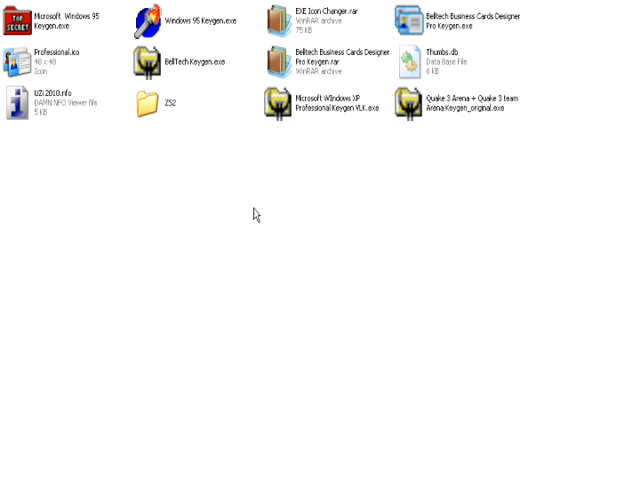 Microsoft Windows 95
Keygen.exe
TOP
SECRET
Windows 95 Keygen.exe
EXE Icon Changer.rar
WinRAR archive
75 KB
Belltech Business Cards Designer
Pro Keygen.exe
Professional.ico
48 x 48
Icon
BellTech Keygen.exe
Belltech Business Cards Designer
Pro Keygen.rar
WinRAR archive
Thumbs.db
Data Base File
6 KB
UZI2010.nfo
DAMN NFO Viewer file
5 KB
ZS2
Microsoft WIndows XP
Professional Keygen VLK.exe
Quake 3 Arena + Quake 3 team
Arena Keygen_original.exe